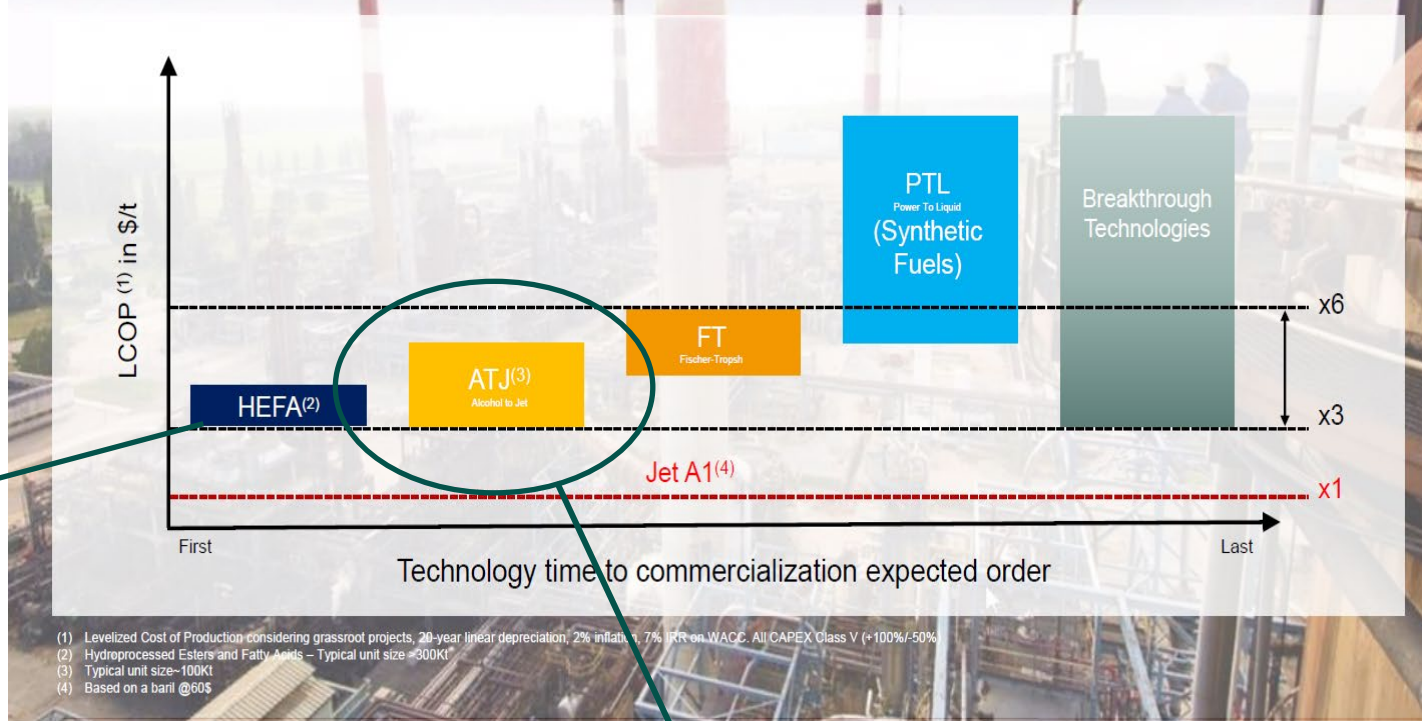 LCOP (1) in $/t
HEFA(2)
ATJ(3)
Alcohol to Jet
FT
Fischer-Tropsh
PTL
Power To Liquid
(Synthetic
Fuels)
Breakthrough
Technologies
x6
x3
Jet A1(4)
x1
First
Last
Technology time to commercialization expected order
(1) Levelized Cost of Production considering grassroot projects, 20-year linear depreciation, 2% inflation, 7% IRR on WACC. All CAPEX Class V (+100%/-50%)
(2) Hydroprocessed Esters and Fatty Acids – Typical unit size >300Kt
(3) Typical unit size~100Kt
(4) Based on a baril @60$